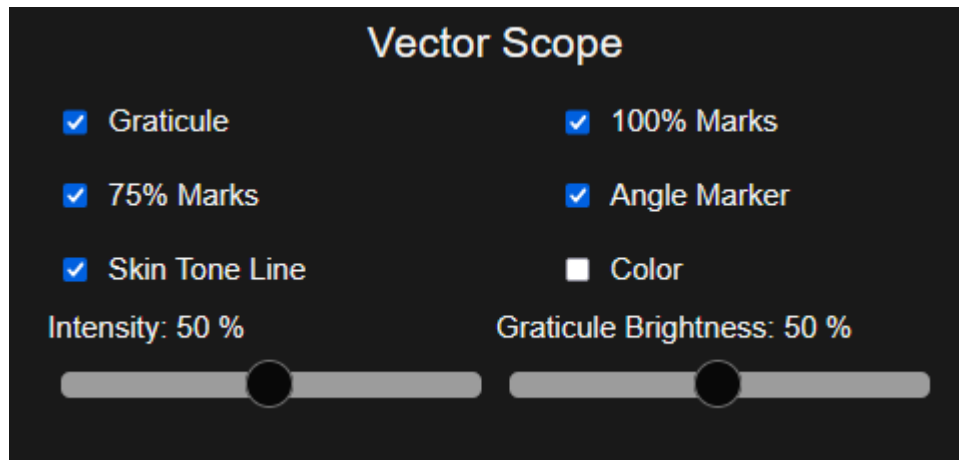 Vector Scope
Graticule
100% Marks
75% Marks
Angle Marker
Skin Tone Line
Color
Intensity: 50 %
Graticule Brightness: 50 %